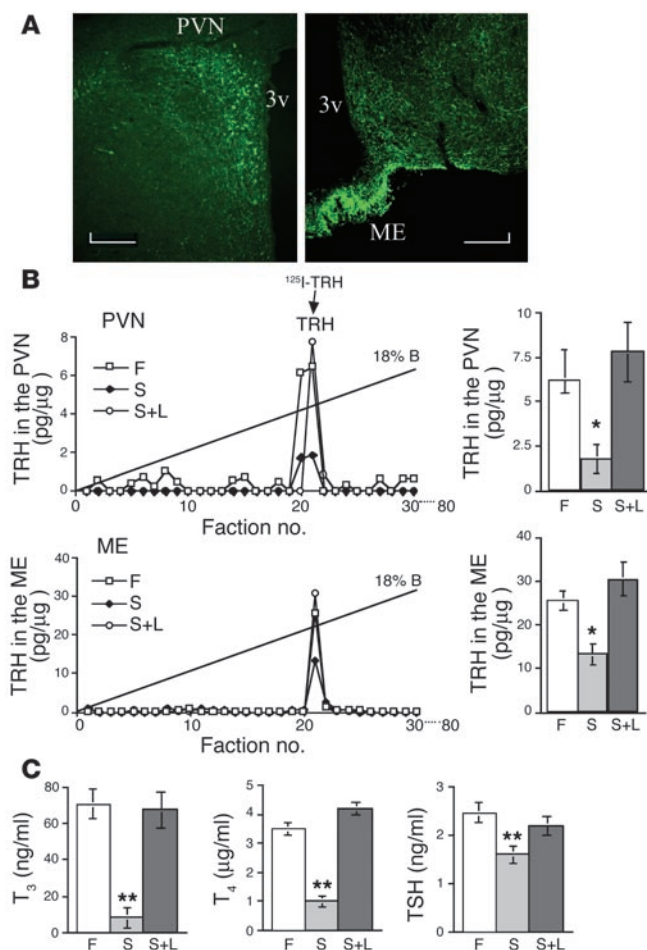 A
PVN
3v
3v
ME
B
¹²⁵I-TRH
PVN
TRH
18% B
F
S
S+L
TRH in the PVN
(pg/μg)
8
6
4
2
0
0 10 20 30 80
Faction no.
TRH in the PVN
(pg/μg)
10
7.5
5
2.5
0
*
F S S+L
ME
18% B
F
S
S+L
TRH in the ME
(pg/μg)
40
30
20
10
0
0 10 20 30 80
Faction no.
TRH in the ME
(pg/μg)
40
30
20
10
0
*
F S S+L
C
T₃ (ng/ml)
80
60
40
20
0
**
F S S+L
T₄ (μg/ml)
5
4
3
2
1
0
**
F S S+L
TSH (ng/ml)
3
2
1
0
**
F S S+L